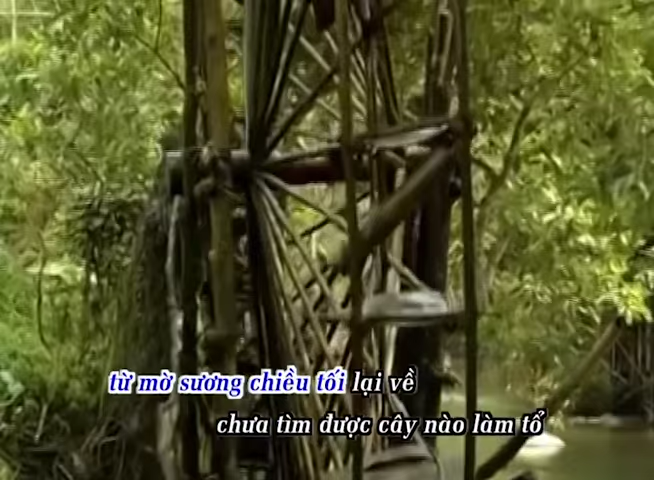 từ mờ sương chiều tối lại về
chưa tìm được cây nào làm tổ